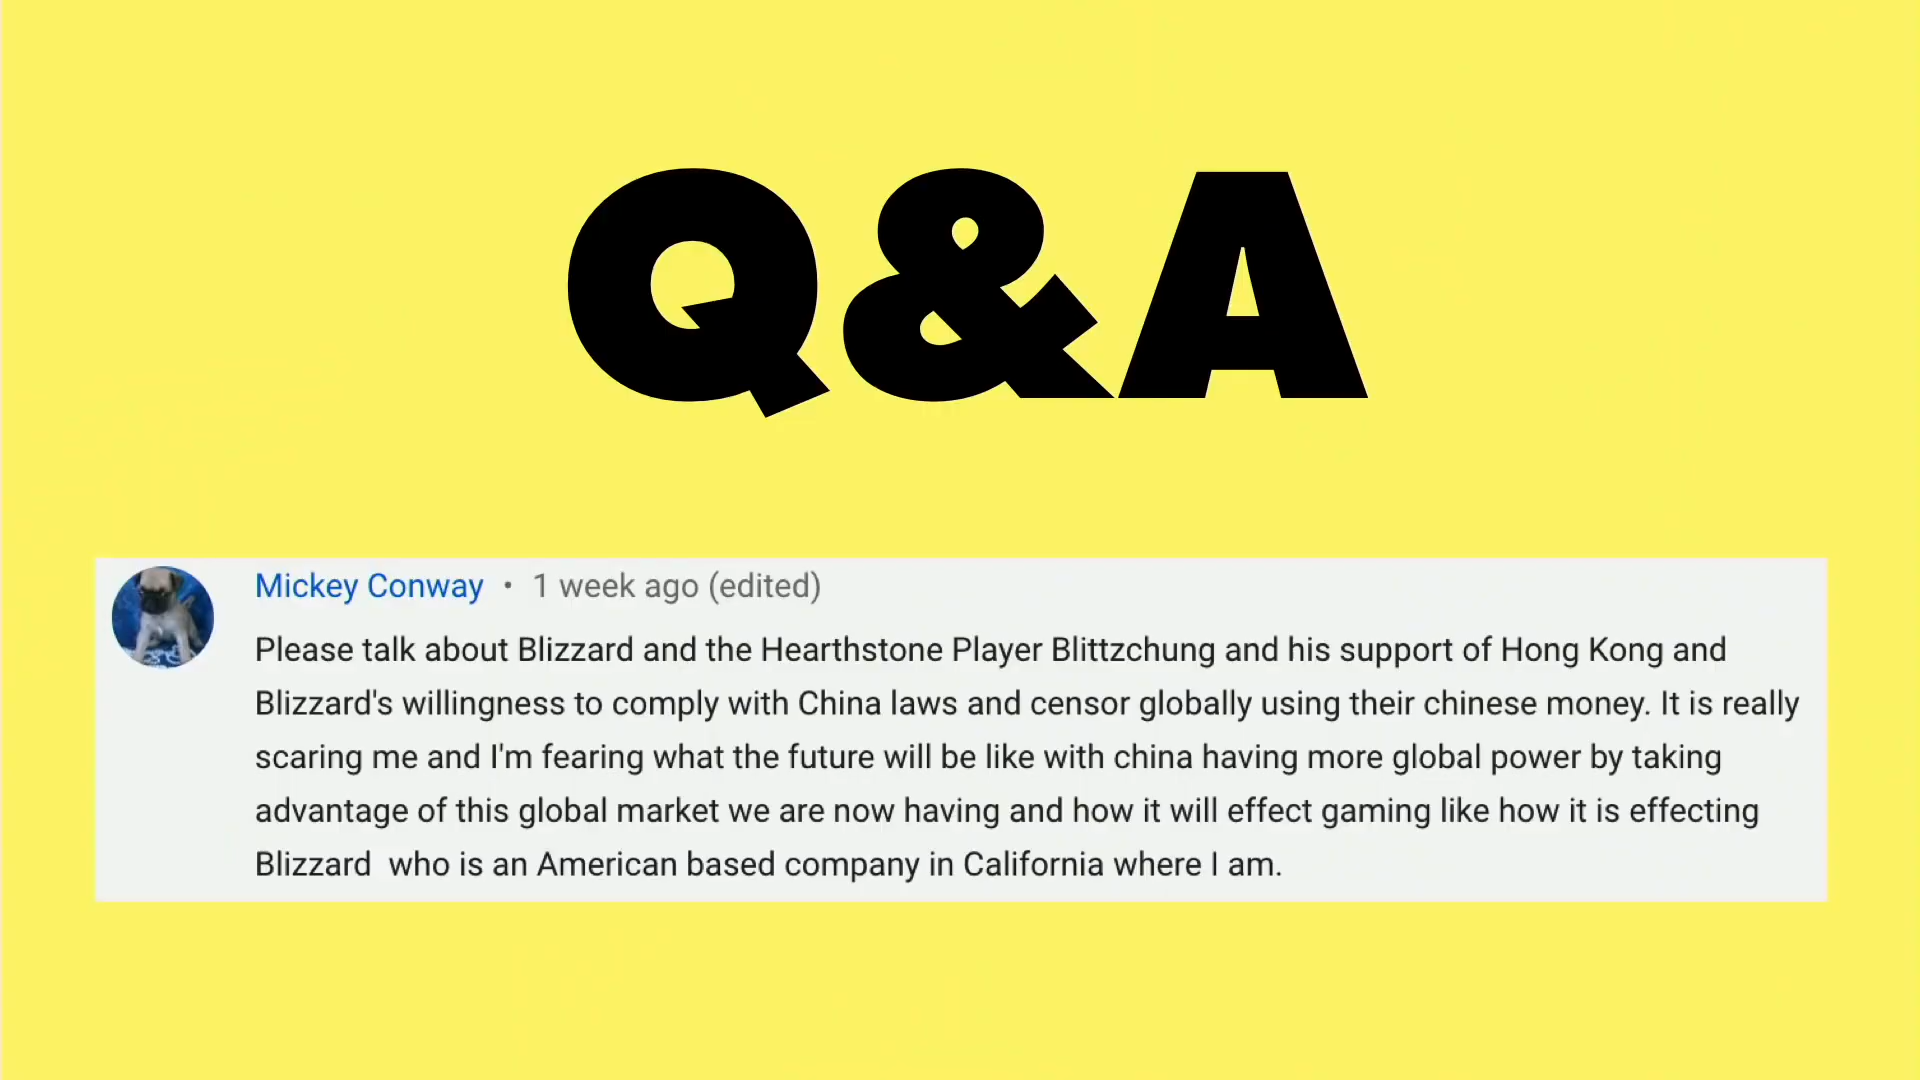 Q&A
Mickey Conway • 1 week ago (edited)
Please talk about Blizzard and the Hearthstone Player Blittzchung and his support of Hong Kong and
Blizzard's willingness to comply with China laws and censor globally using their chinese money. It is really
scaring me and I'm fearing what the future will be like with china having more global power by taking
advantage of this global market we are now having and how it will effect gaming like how it is effecting
Blizzard  who is an American based company in California where I am.